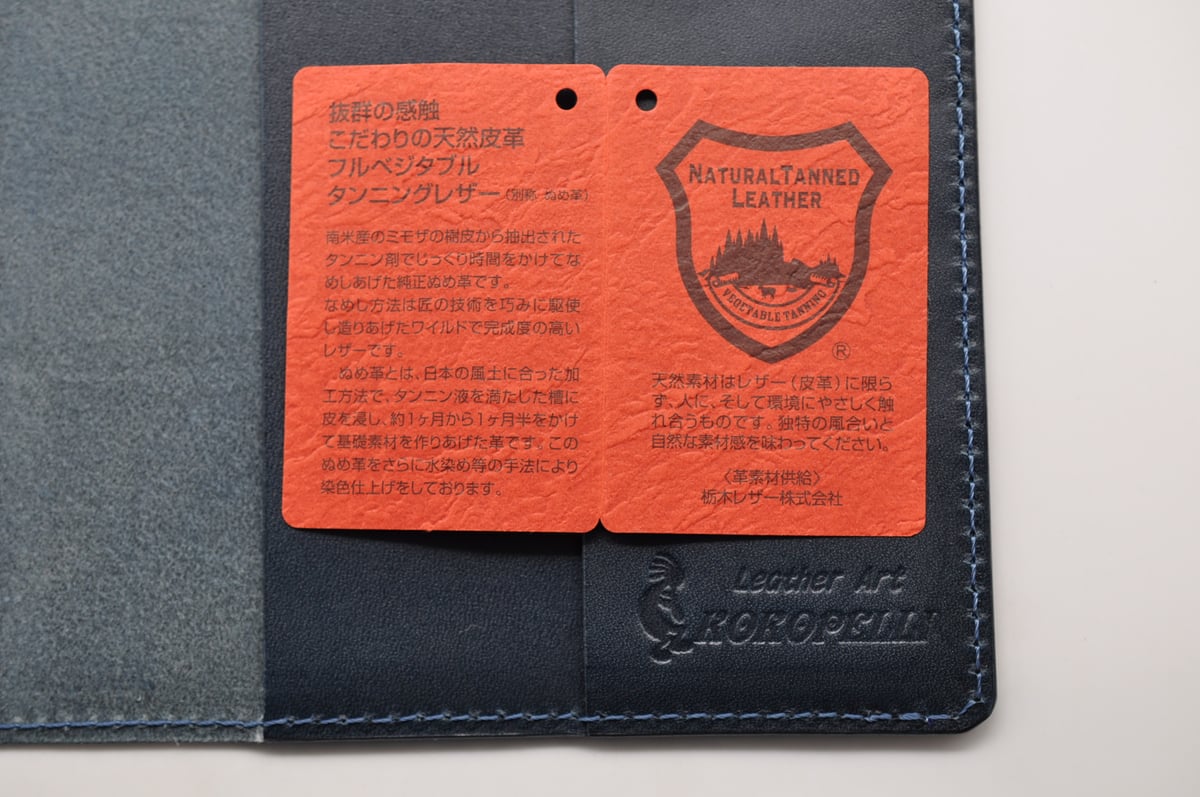 抜群の感触
こだわりの天然皮革
フルベジタブル
タンニングレザー（別称 ぬめ革）
南米産のミモザの樹皮から抽出された
タンニン剤でじっくり時間をかけてな
めしあげた純正ぬめ革です。
なめし方法は匠の技術を巧みに駆使
し造りあげたワイルドで完成度の高い
レザーです。
ぬめ革とは、日本の風土に合った加
工方法で、タンニン液を満たした槽に
皮を浸し、約1ヶ月から1ヶ月半をかけ
て基礎素材を作りあげた革です。この
ぬめ革をさらに水染め等の手法により
染色仕上げをしております。
NATURAL TANNED
LEATHER
VEGETABLE TANNING
®
天然素材はレザー（皮革）に限ら
ず、人に、そして環境にやさしく触
れ合うものです。独特の風合いと
自然な素材感を味わってください。
〈革素材供給〉
栃木レザー株式会社
Leather Art
KOKOPELLI